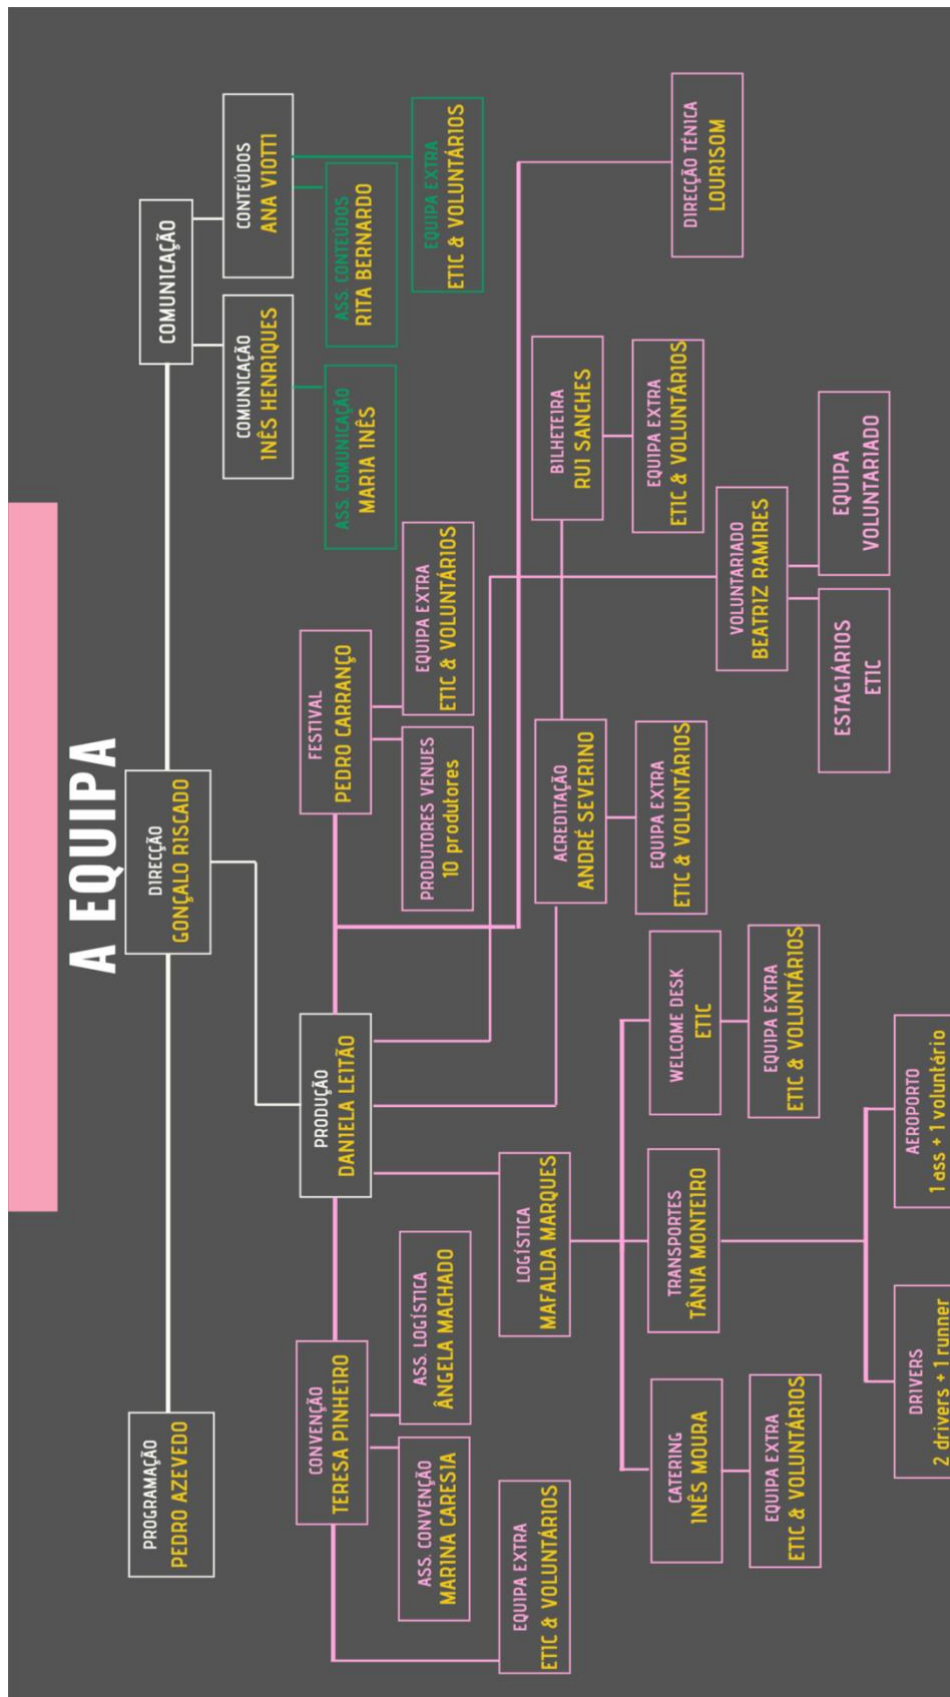 A EQUIPA
DIRECÇÃO
GONÇALO RISCADO
PROGRAMAÇÃO
PEDRO AZEVEDO
COMUNICAÇÃO
COMUNICAÇÃO
INÊS HENRIQUES
CONTEÚDOS
ANA VIOTTI
ASS. COMUNICAÇÃO
MARIA INÊS
ASS. CONTEÚDOS
RITA BERNARDO
EQUIPA EXTRA
ETIC & VOLUNTÁRIOS
PRODUÇÃO
DANIELA LEITÃO
CONVENÇÃO
TERESA PINHEIRO
FESTIVAL
PEDRO CARRANÇO
ASS. CONVENÇÃO
MARINA CARESIA
ASS. LOGÍSTICA
ÂNGELA MACHADO
PRODUTORES VENUES
10 produtores
EQUIPA EXTRA
ETIC & VOLUNTÁRIOS
EQUIPA EXTRA
ETIC & VOLUNTÁRIOS
LOGÍSTICA
MAFALDA MARQUES
ACREDITAÇÃO
ANDRÉ SEVERINO
BILHETEIRA
RUI SANCHES
EQUIPA EXTRA
ETIC & VOLUNTÁRIOS
EQUIPA EXTRA
ETIC & VOLUNTÁRIOS
DIRECÇÃO TÉNICA
LOURISOM
CATERING
INÊS MOURA
TRANSPORTES
TÂNIA MONTEIRO
WELCOME DESK
ETIC
VOLUNTARIADO
BEATRIZ RAMIRES
EQUIPA EXTRA
ETIC & VOLUNTÁRIOS
EQUIPA EXTRA
ETIC & VOLUNTÁRIOS
ESTAGIÁRIOS
ETIC
EQUIPA
VOLUNTARIADO
DRIVERS
2 drivers + 1 runner
AEROPORTO
1 ass + 1 voluntário